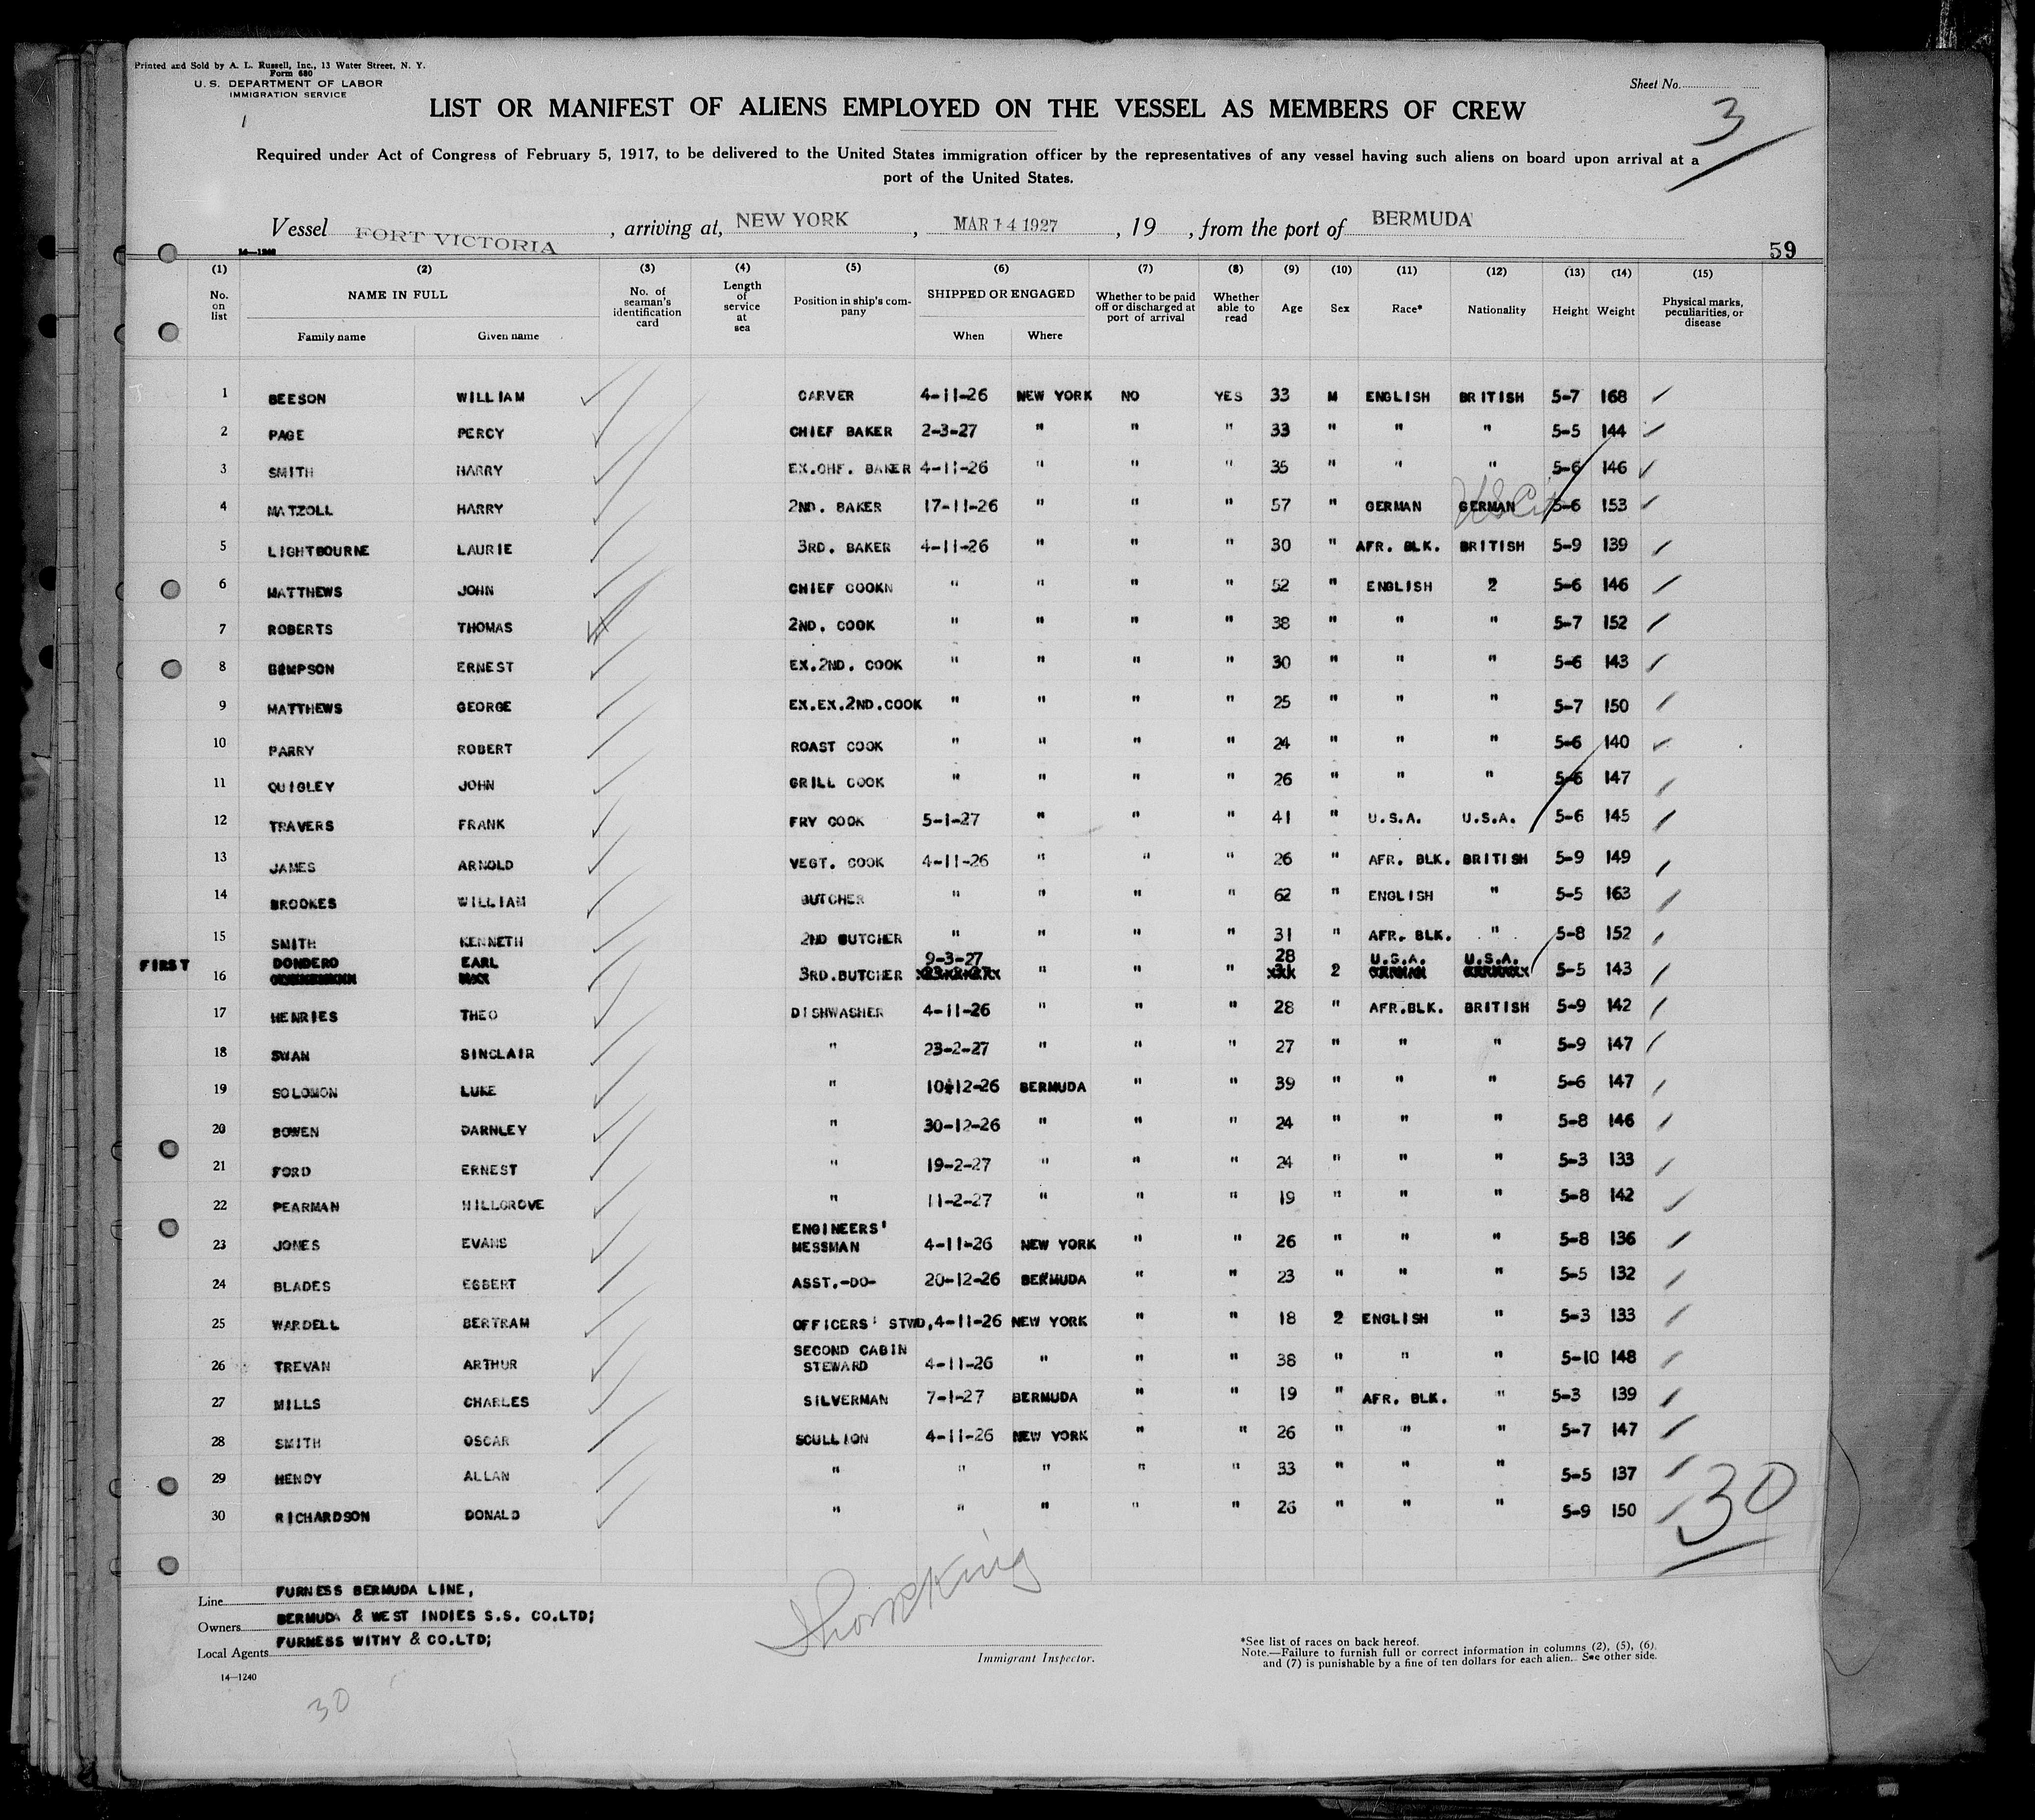 Printed and Sold by A. L. Russell, Inc., 13 Water Street, N. Y.
Form 680
U. S. DEPARTMENT OF LABOR
IMMIGRATION SERVICE
Sheet No.
3
LIST OR MANIFEST OF ALIENS EMPLOYED ON THE VESSEL AS MEMBERS OF CREW
Required under Act of Congress of February 5, 1917, to be delivered to the United States immigration officer by the representatives of any vessel having such aliens on board upon arrival at a
port of the United States.
Vessel FORT VICTORIA, arriving at, NEW YORK, MAR 14 1927, 19 , from the port of BERMUDA
14—1240
59
(1) (2) (3) (4) (5) (6) (7) (8) (9) (10) (11) (12) (13) (14) (15)
No. on list NAME IN FULL Family name Given name No. of seaman's identification card Length of service at sea Position in ship's company SHIPPED OR ENGAGED When Where Whether to be paid off or discharged at port of arrival Whether able to read Age Sex Race* Nationality Height Weight Physical marks, peculiarities, or disease
1 BEESON WILLIAM CARVER 4-11-26 NEW YORK NO YES 33 M ENGLISH BRITISH 5-7 168
2 PAGE PERCY CHIEF BAKER 2-3-27 " " " 33 " " " 5-5 144
3 SMITH HARRY EX.CHF. BAKER 4-11-26 " " " 35 " " " 5-6 146
4 MATZOLL HARRY 2ND. BAKER 17-11-26 " " " 57 " GERMAN GERMAN US Cit 5-6 153
5 LIGHTBOURNE LAURIE 3RD. BAKER 4-11-26 " " " 30 " AFR. BLK. BRITISH 5-9 139
6 MATTHEWS JOHN CHIEF COOKN " " " " 52 " ENGLISH 2 5-6 146
7 ROBERTS THOMAS 2ND. COOK " " " " 38 " " " 5-7 152
8 GIMPSON ERNEST EX.2ND. COOK " " " " 30 " " " 5-6 143
9 MATTHEWS GEORGE EX.EX.2ND.COOK " " " " 25 " " " 5-7 150
10 PARRY ROBERT ROAST COOK " " " " 24 " " " 5-6 140
11 QUIGLEY JOHN GRILL COOK " " " " 26 " " " 5-6 147
12 TRAVERS FRANK FRY COOK 5-1-27 " " " 41 " U.S.A. U.S.A. 5-6 145
13 JAMES ARNOLD VEGT. COOK 4-11-26 " " " 26 " AFR. BLK. BRITISH 5-9 149
14 BROOKES WILLIAM BUTCHER " " " " 62 " ENGLISH " 5-5 163
15 SMITH KENNETH 2ND BUTCHER " " " " 31 " AFR. BLK. " 5-8 152
FIRST DONDERO EARL 9-3-27 28 U.S.A. U.S.A.
16 3RD.BUTCHER " " " 2 5-5 143
17 HENRIES THEO DISHWASHER 4-11-26 " " " 28 " AFR.BLK. BRITISH 5-9 142
18 SWAN SINCLAIR " 23-2-27 " " " 27 " " " 5-9 147
19 SOLOMON LUKE " 10-12-26 BERMUDA " " 39 " " " 5-6 147
20 BOWEN DARNLEY " 30-12-26 " " " 24 " " " 5-8 146
21 FORD ERNEST " 19-2-27 " " " 24 " " " 5-3 133
22 PEARMAN HILLGROVE " 11-2-27 " " " 19 " " " 5-8 142
23 JONES EVANS ENGINEERS' MESSMAN 4-11-26 NEW YORK " " 26 " " " 5-8 136
24 BLADES EGBERT ASST.-DO- 20-12-26 BERMUDA " " 23 " " " 5-5 132
25 WARDELL BERTRAM OFFICERS' STWD, 4-11-26 NEW YORK " " 18 2 ENGLISH " 5-3 133
26 TREVAN ARTHUR SECOND CABIN STEWARD 4-11-26 " " " 38 " " " 5-10 148
27 MILLS CHARLES SILVERMAN 7-1-27 BERMUDA " " 19 " AFR. BLK. " 5-3 139
28 SMITH OSCAR SCULLION 4-11-26 NEW YORK " " 26 " " " 5-7 147
29 HENDY ALLAN " " " " " 33 " " " 5-5 137
30 RICHARDSON DONALD " " " " " 26 " " " 5-9 150
30
Line FURNESS BERMUDA LINE,
Owners BERMUDA & WEST INDIES S.S. CO.LTD;
Local Agents FURNESS WITHY & CO.LTD;
14—1240
30
Immigrant Inspector.
*See list of races on back hereof.
Note.—Failure to furnish full or correct information in columns (2), (5), (6),
and (7) is punishable by a fine of ten dollars for each alien. See other side.